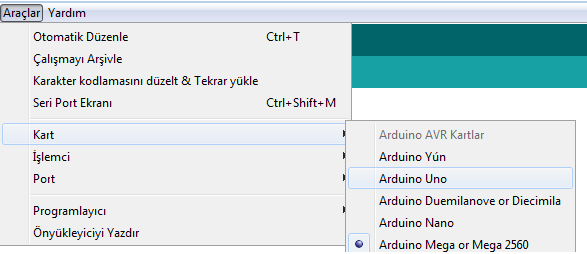 Araçlar Yardım
Otomatik Düzenle Ctrl+T
Çalışmayı Arşivle
Karakter kodlamasını düzelt & Tekrar yükle
Seri Port Ekranı Ctrl+Shift+M
Kart
İşlemci
Port
Programlayıcı
Önyükleyiciyi Yazdır
Arduino AVR Kartlar
Arduino Yún
Arduino Uno
Arduino Duemilanove or Diecimila
Arduino Nano
Arduino Mega or Mega 2560